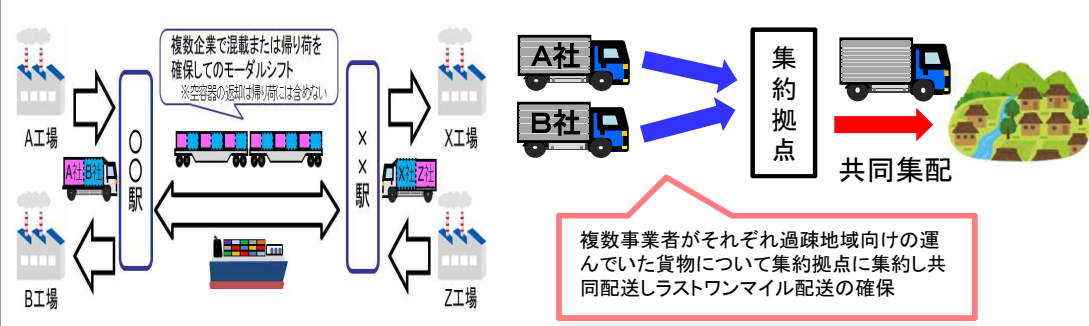 複数企業で混載または帰り荷を
確保してのモーダルシフト
※空容器の返却は帰り荷には含めない
A工場
〇〇駅
A社
B社
B工場
××駅
X社
Z社
X工場
Z工場
A社
B社
集約拠点
共同集配
複数事業者がそれぞれ過疎地域向けの運
んでいた貨物について集約拠点に集約し共
同配送しラストワンマイル配送の確保